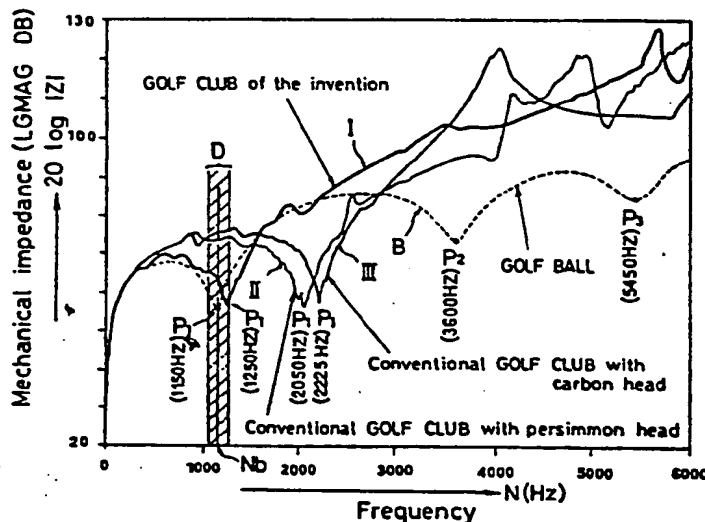 Mechanical impedance (LGMAG DB)
20 log |Z|
130
100
20
GOLF CLUB of the invention
I
D
B
P2
(3600HZ)
P3
(5450HZ)
GOLF BALL
II
III
P1
(1150HZ)
P1
(1250HZ)
P1
(2050HZ)
P1
(2225HZ)
Conventional GOLF CLUB with
carbon head
Conventional GOLF CLUB with persimmon head
0
1000
2000
3000
4000
5000
6000
Nb
N(Hz)
Frequency